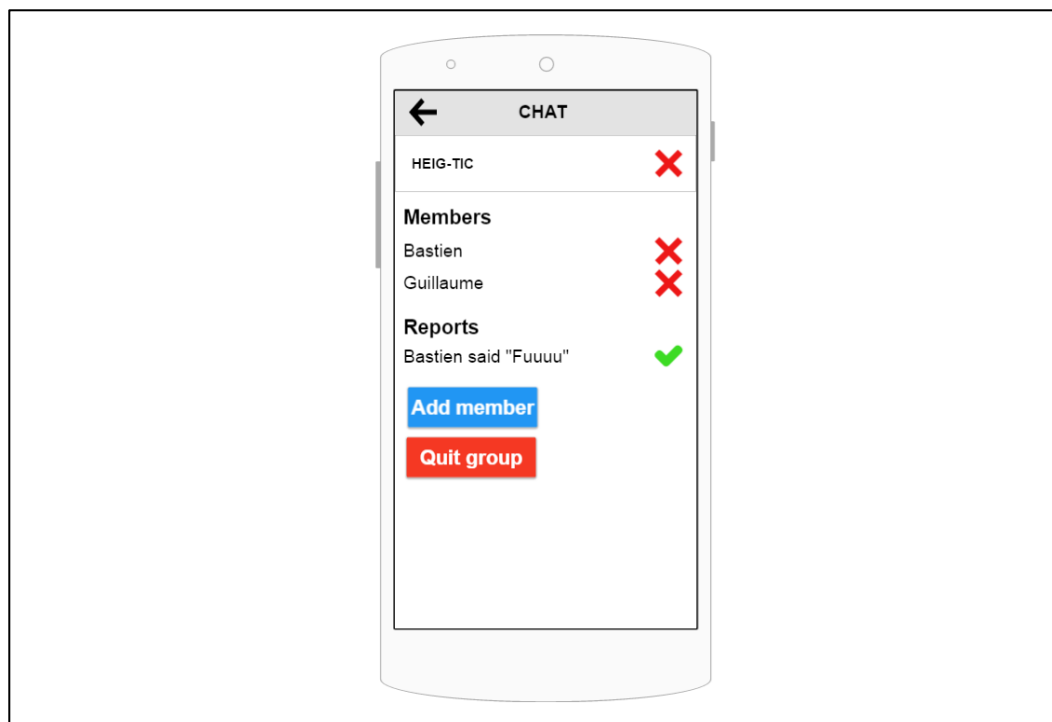 CHAT
HEIG-TIC
Members
Bastien
Guillaume
Reports
Bastien said "Fuuuu"
Add member
Quit group